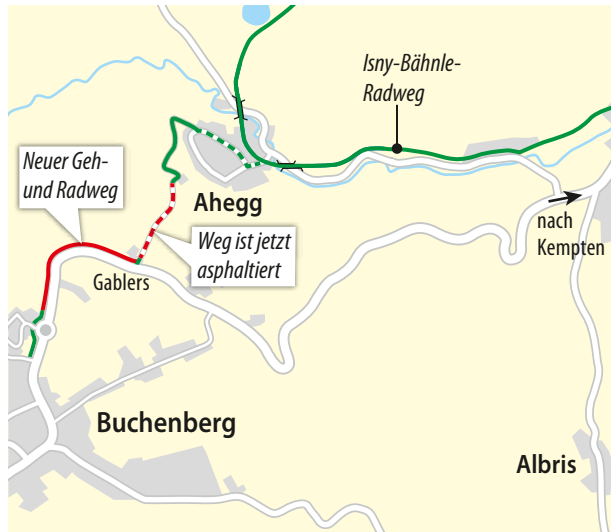 Isny-Bähnle-
Radweg
Neuer Geh-
und Radweg
Ahegg
Weg ist jetzt
asphaltiert
nach
Kempten
Gablers
Buchenberg
Albris